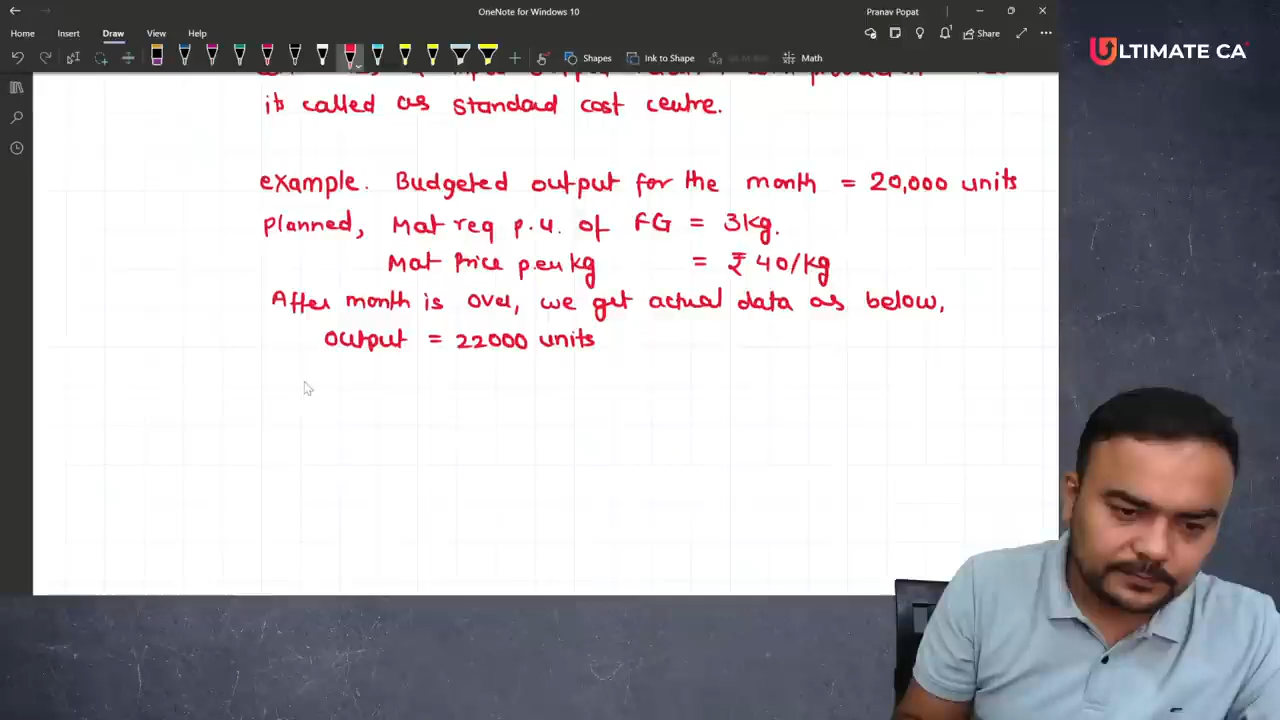 OneNote for Windows 10
Pranav Popat
Home Insert Draw View Help
Share
Shapes
Ink to Shape
Math
ULTIMATE CA
its called as standard cost centre.
example. Budgeted output for the month = 20,000 units
planned, Mat req p.u. of FG = 3kg.
Mat Price per kg = ₹40/kg
After month is over, we get actual data as below,
output = 22000 units